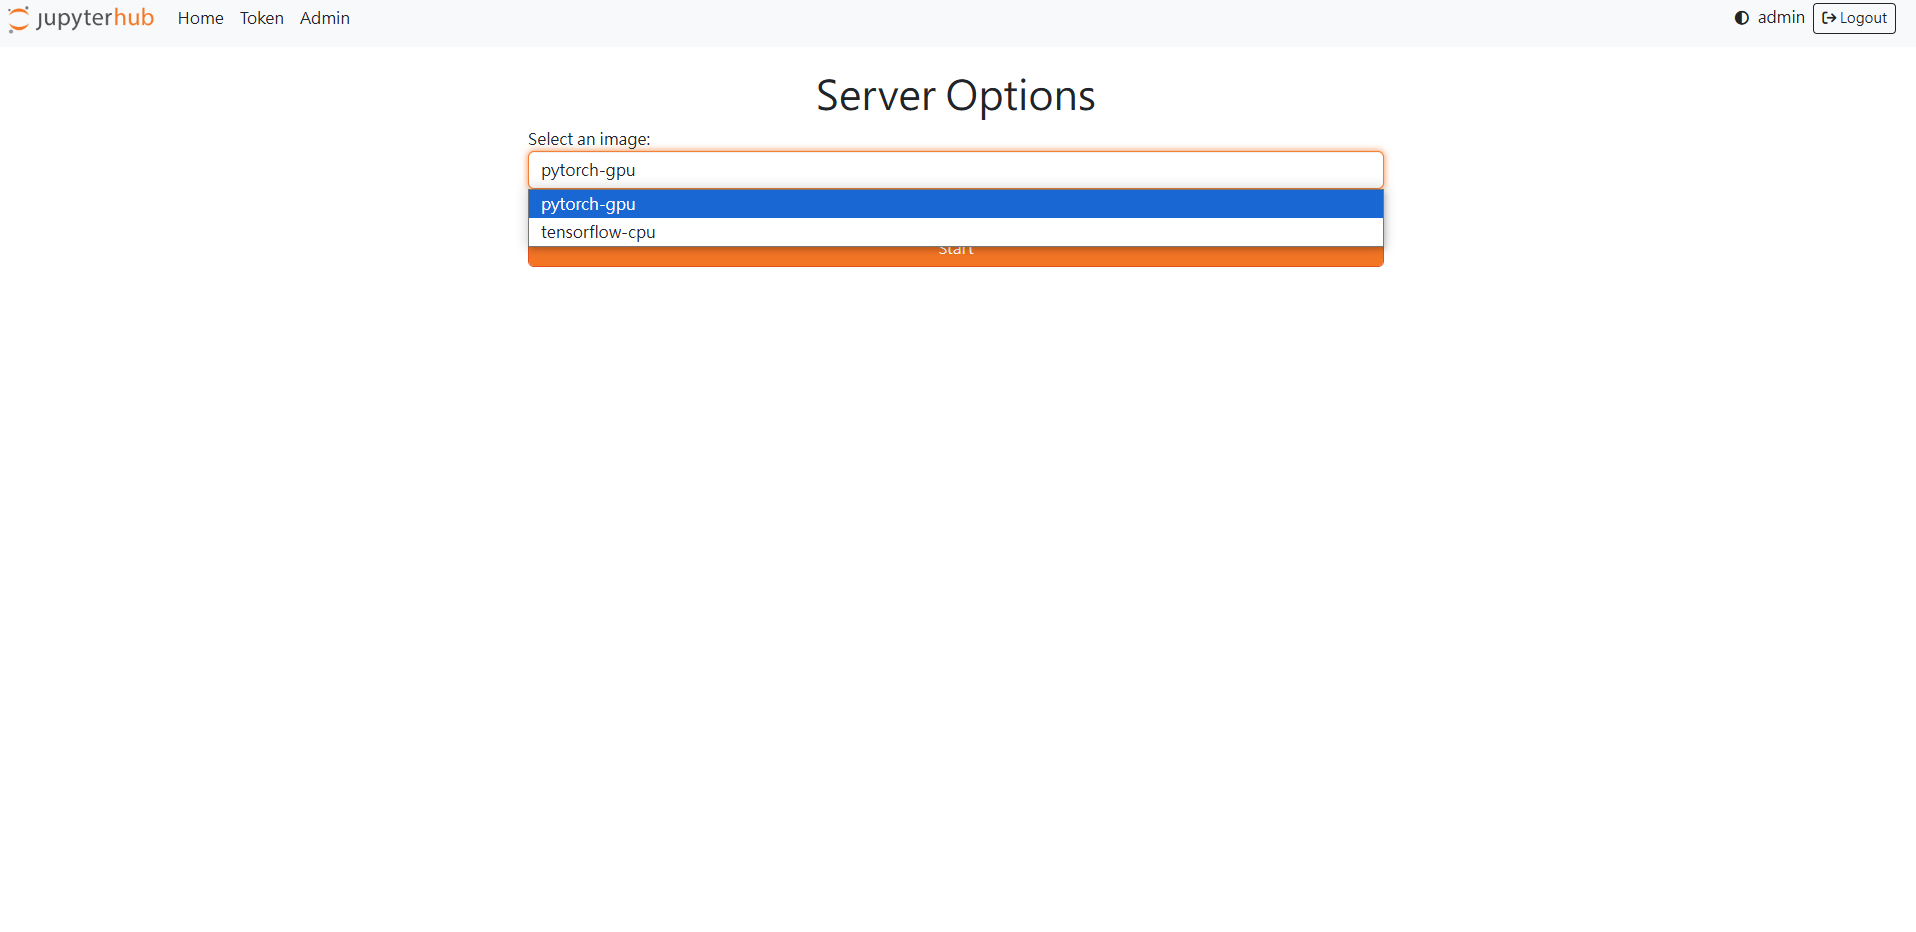 jupyterhub Home Token Admin admin Logout
Server Options
Select an image:
pytorch-gpu
pytorch-gpu
tensorflow-cpu
Start